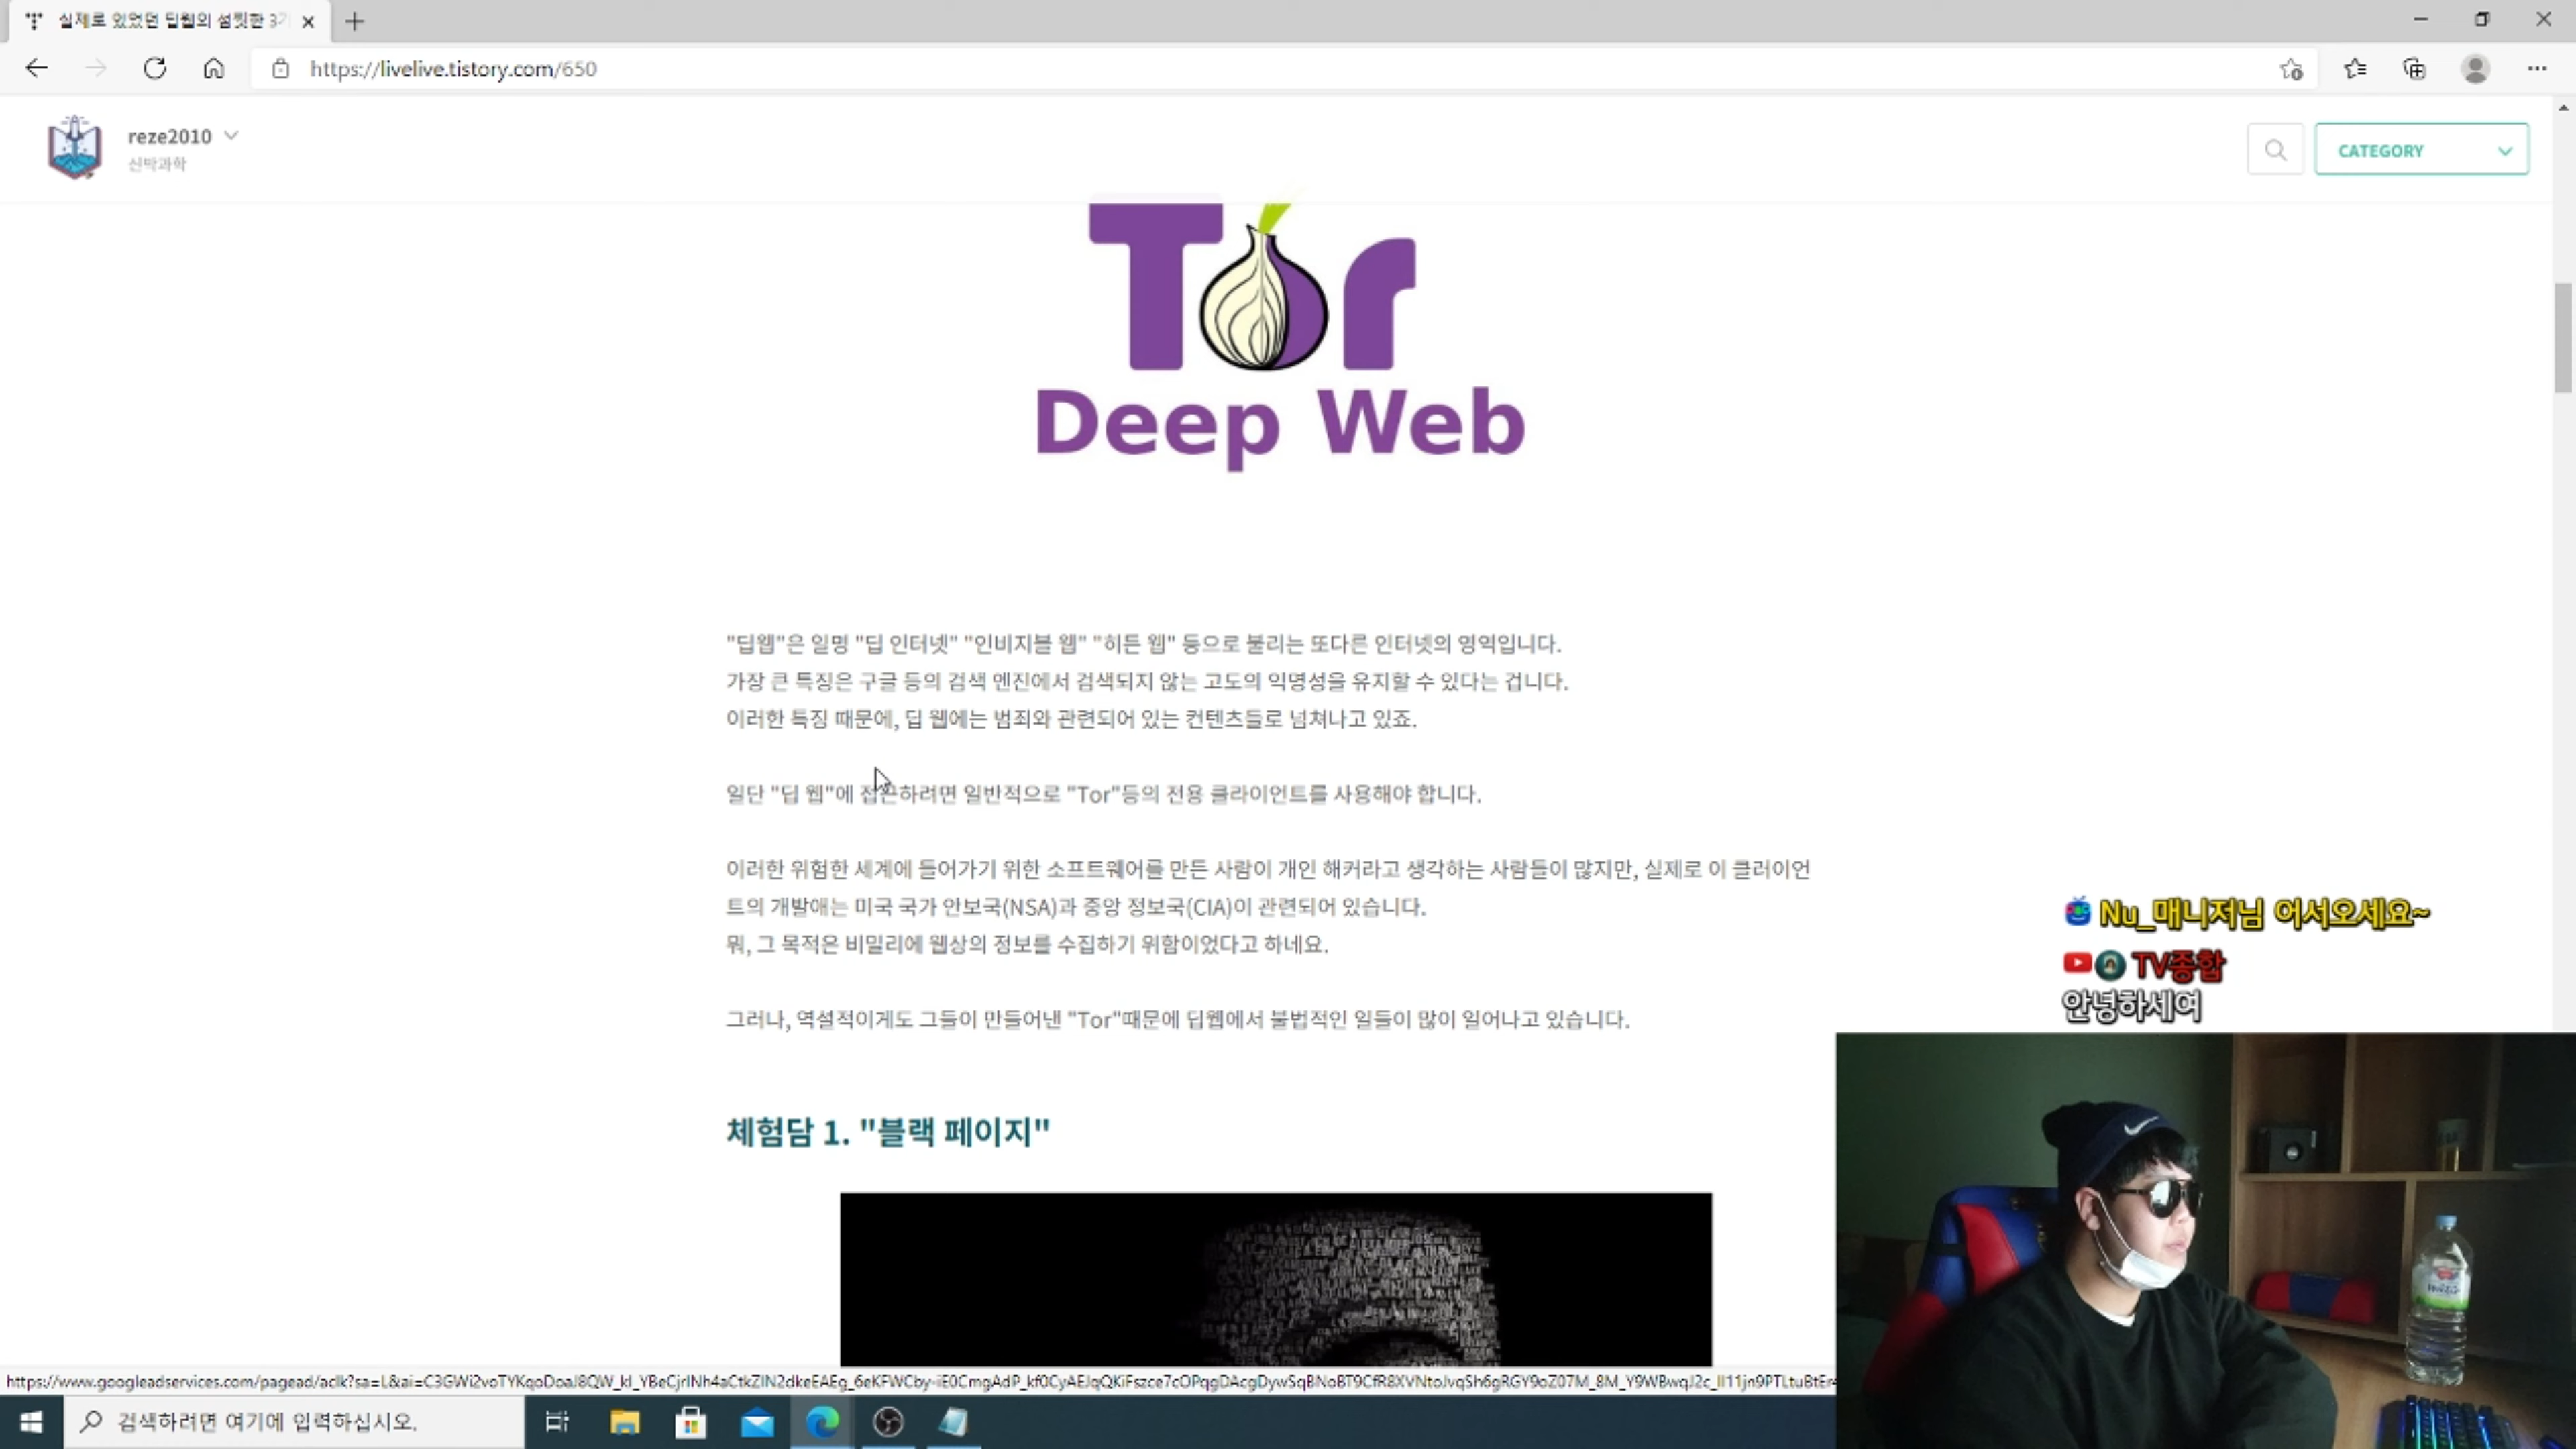 실제로 있었던 딥웹의 섬뜩한 3가
https://livelive.tistory.com/650
reze2010
신박과학
CATEGORY
Tor
Deep Web
"딥웹"은 일명 "딥 인터넷" "인비지블 웹" "히든 웹" 등으로 불리는 또다른 인터넷의 영역입니다.
가장 큰 특징은 구글 등의 검색 엔진에서 검색되지 않는 고도의 익명성을 유지할 수 있다는 겁니다.
이러한 특징 때문에, 딥 웹에는 범죄와 관련되어 있는 컨텐츠들로 넘쳐나고 있죠.
일단 "딥 웹"에 접근하려면 일반적으로 "Tor"등의 전용 클라이언트를 사용해야 합니다.
이러한 위험한 세계에 들어가기 위한 소프트웨어를 만든 사람이 개인 해커라고 생각하는 사람들이 많지만, 실제로 이 클러이언
트의 개발애는 미국 국가 안보국(NSA)과 중앙 정보국(CIA)이 관련되어 있습니다.
뭐, 그 목적은 비밀리에 웹상의 정보를 수집하기 위함이었다고 하네요.
그러나, 역설적이게도 그들이 만들어낸 "Tor"때문에 딥웹에서 불법적인 일들이 많이 일어나고 있습니다.
Nu_매니저님 어서오세요~
TV종합
안녕하세여
체험담 1. "블랙 페이지"
검색하려면 여기에 입력하십시오.